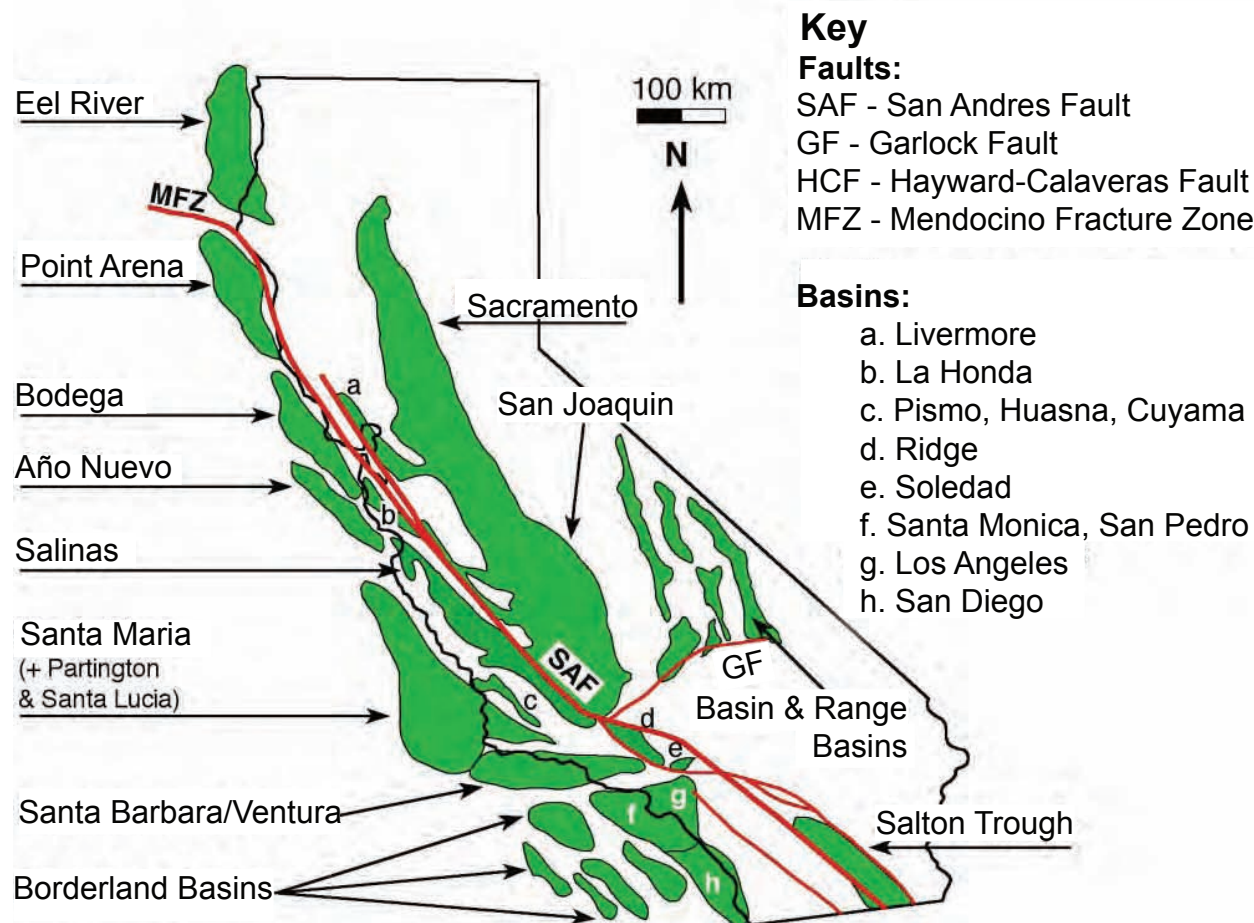 Eel River
MFZ
Point Arena
Bodega
Año Nuevo
Salinas
Santa Maria
(+ Partington
& Santa Lucia)
Santa Barbara/Ventura
Borderland Basins
Sacramento
San Joaquin
a
b
c
SAF
GF
Basin & Range
Basins
d
e
f
g
h
Salton Trough
100 km
N
Key
Faults:
SAF - San Andres Fault
GF - Garlock Fault
HCF - Hayward-Calaveras Fault
MFZ - Mendocino Fracture Zone
Basins:
a. Livermore
b. La Honda
c. Pismo, Huasna, Cuyama
d. Ridge
e. Soledad
f. Santa Monica, San Pedro
g. Los Angeles
h. San Diego